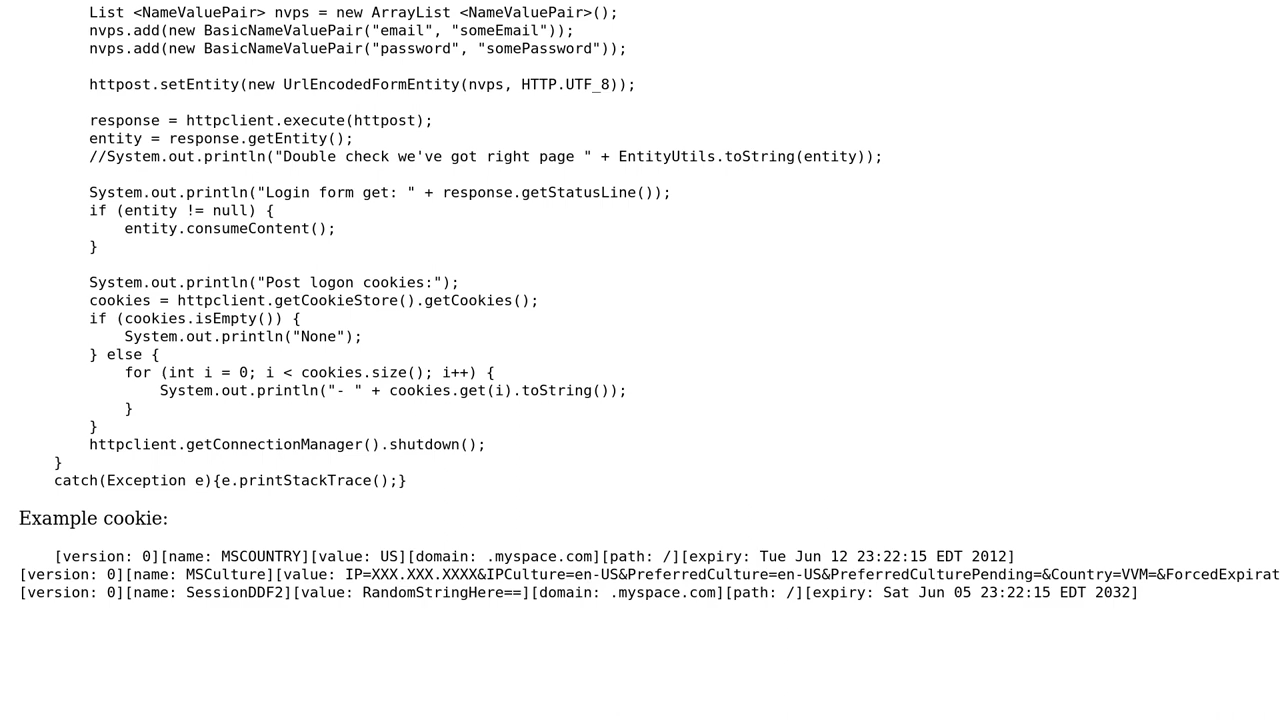 List <NameValuePair> nvps = new ArrayList <NameValuePair>();
nvps.add(new BasicNameValuePair("email", "someEmail"));
nvps.add(new BasicNameValuePair("password", "somePassword"));
httpost.setEntity(new UrlEncodedFormEntity(nvps, HTTP.UTF_8));
response = httpclient.execute(httpost);
entity = response.getEntity();
//System.out.println("Double check we've got right page " + EntityUtils.toString(entity));
System.out.println("Login form get: " + response.getStatusLine());
if (entity != null) {
entity.consumeContent();
}
System.out.println("Post logon cookies:");
cookies = httpclient.getCookieStore().getCookies();
if (cookies.isEmpty()) {
System.out.println("None");
} else {
for (int i = 0; i < cookies.size(); i++) {
System.out.println("- " + cookies.get(i).toString());
}
}
httpclient.getConnectionManager().shutdown();
}
catch(Exception e){e.printStackTrace();}
Example cookie:
[version: 0][name: MSCOUNTRY][value: US][domain: .myspace.com][path: /][expiry: Tue Jun 12 23:22:15 EDT 2012]
[version: 0][name: MSCulture][value: IP=XXX.XXX.XXXX&IPCulture=en-US&PreferredCulture=en-US&PreferredCulturePending=&Country=VVM=&ForcedExpirat
[version: 0][name: SessionDDF2][value: RandomStringHere==][domain: .myspace.com][path: /][expiry: Sat Jun 05 23:22:15 EDT 2032]